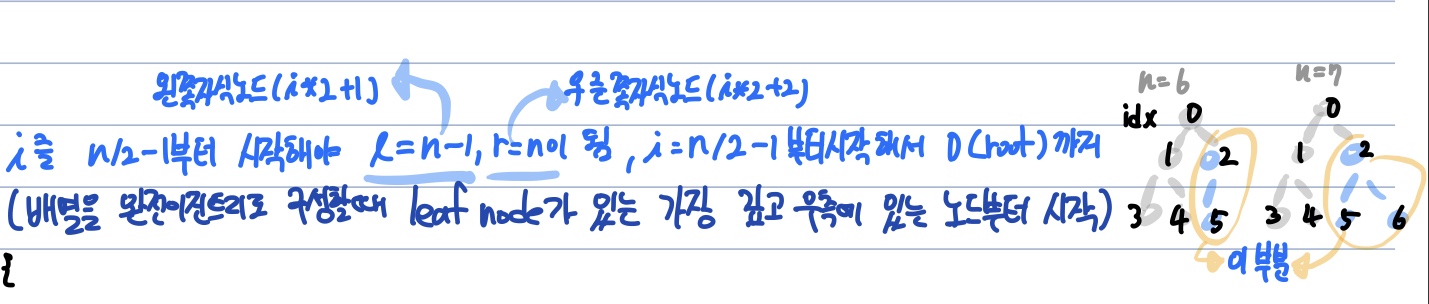 왼쪽자식노드(i*2+1) 오른쪽자식노드(i*2+2)
i를 n/2-1부터 시작해야 l=n-1, r=n이 됨, i=n/2-1부터시작해서 0(root)까지
(배열을 완전이진트리로 구성할때 leaf node가 있는 가장 깊고 우측에 있는 노드부터 시작)
{
n=6 n=7
idx 0 0
1 2 1 2
3 4 5 3 4 5 6
이 부분